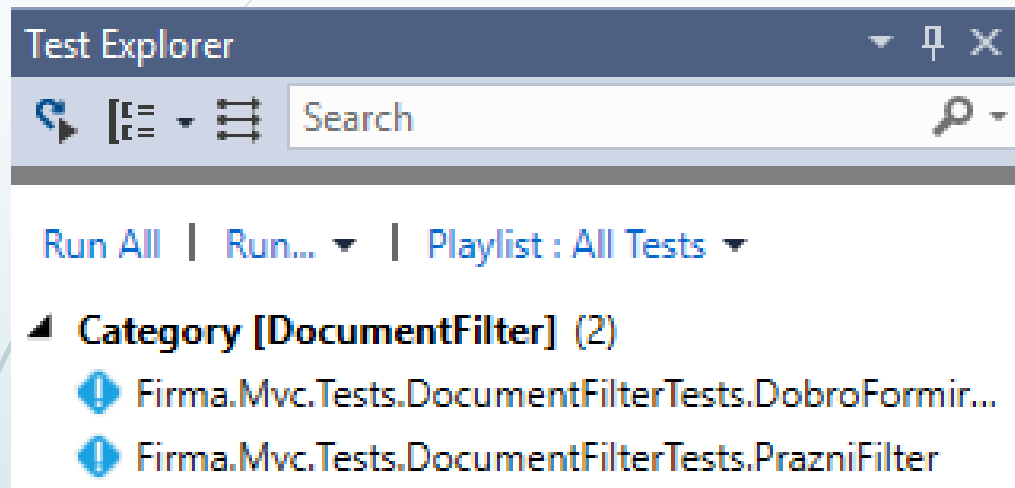 Test Explorer
Search
Run All | Run... | Playlist : All Tests
Category [DocumentFilter] (2)
Firma.Mvc.Tests.DocumentFilterTests.DobroFormir...
Firma.Mvc.Tests.DocumentFilterTests.PrazniFilter